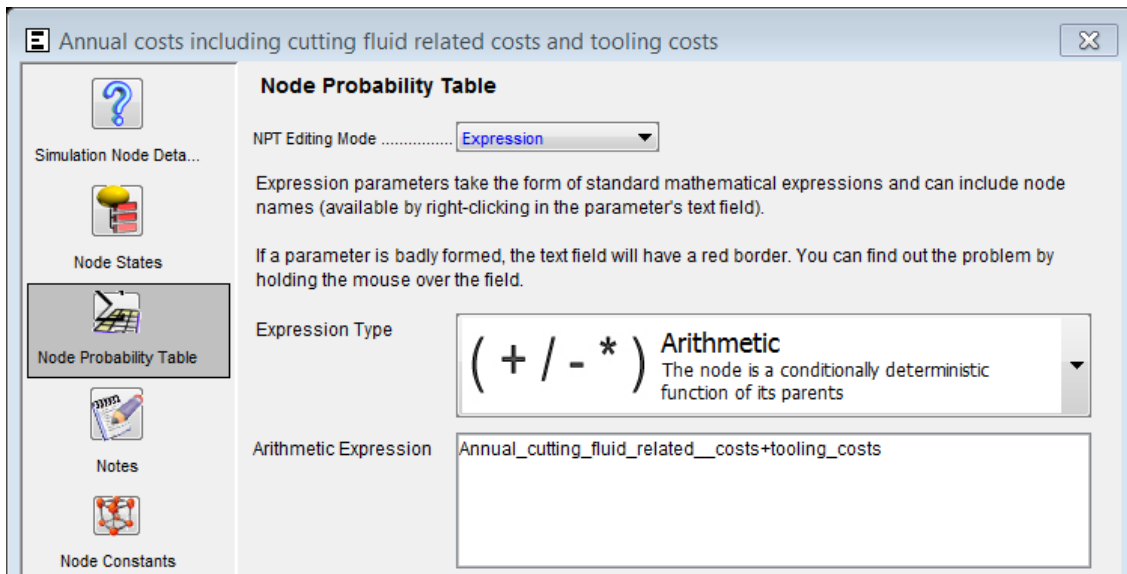 Annual costs including cutting fluid related costs and tooling costs
Simulation Node Deta...
Node States
Node Probability Table
Notes
Node Constants
Node Probability Table
NPT Editing Mode ................ Expression
Expression parameters take the form of standard mathematical expressions and can include node
names (available by right-clicking in the parameter's text field).
If a parameter is badly formed, the text field will have a red border. You can find out the problem by
holding the mouse over the field.
Expression Type
( + / - * ) Arithmetic
The node is a conditionally deterministic
function of its parents
Arithmetic Expression
Annual_cutting_fluid_related__costs+tooling_costs